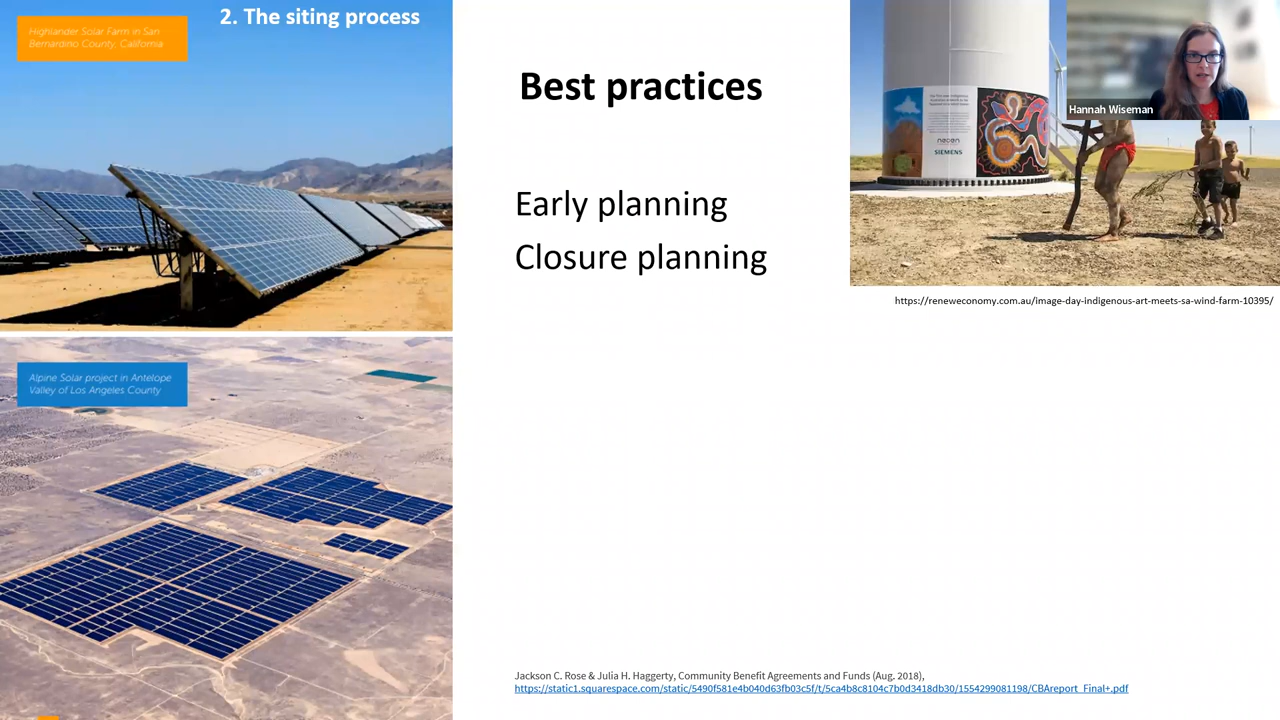 2. The siting process
Highlander Solar Farm in San
Bernardino County, California
Best practices
Early planning
Closure planning
Hannah Wiseman
SIEMENS
https://reneweconomy.com.au/image-day-indigenous-art-meets-sa-wind-farm-10395/
Alpine Solar project in Antelope
Valley of Los Angeles County
Jackson C. Rose & Julia H. Haggerty, Community Benefit Agreements and Funds (Aug. 2018),
https://static1.squarespace.com/static/5490f581e4b040d63fb03c5f/t/5ca4b8c8104c7b0d3418db30/1554299081198/CBAreport_Final+.pdf